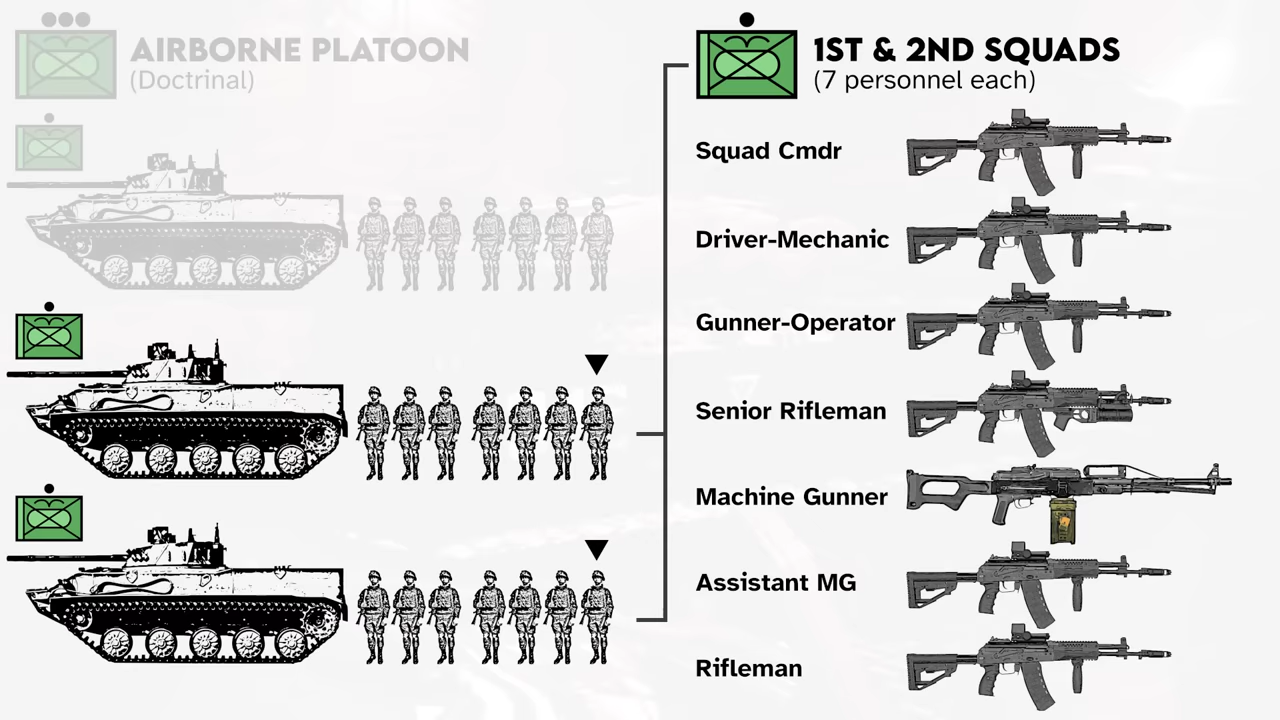 AIRBORNE PLATOON
(Doctrinal)
1ST & 2ND SQUADS
(7 personnel each)
Squad Cmdr
Driver-Mechanic
Gunner-Operator
Senior Rifleman
Machine Gunner
Assistant MG
Rifleman